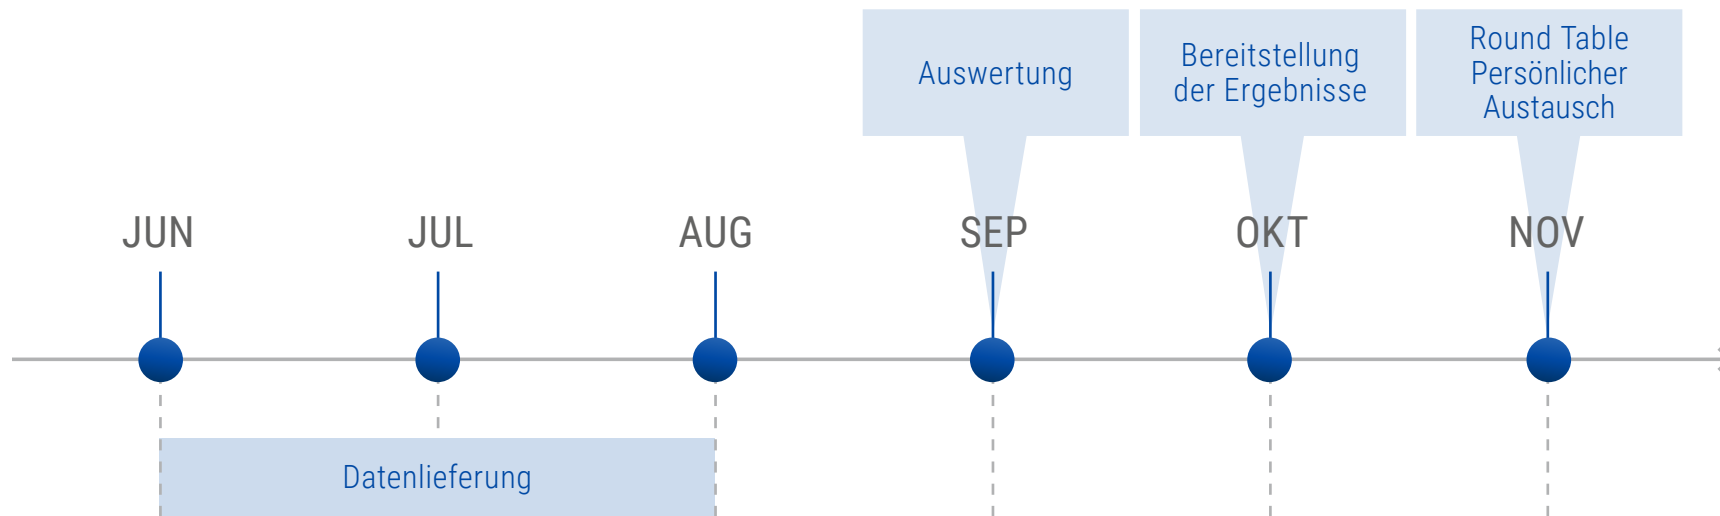 Auswertung
Bereitstellung
der Ergebnisse
Round Table
Persönlicher
Austausch
JUN
JUL
AUG
SEP
OKT
NOV
Datenlieferung